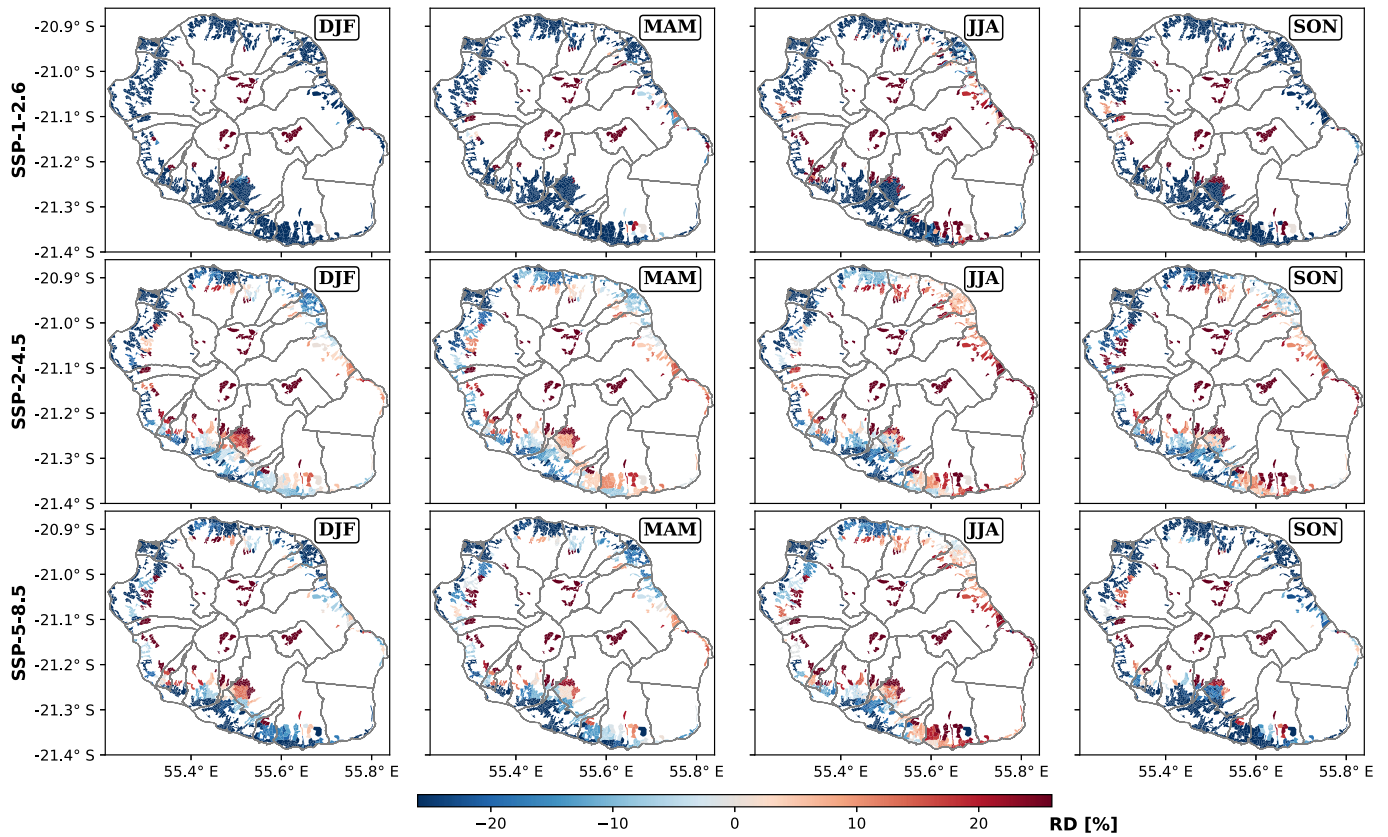 DJF MAM JJA SON
-20.9° S
-21.0° S
-21.1° S
-21.2° S
-21.3° S
-21.4° S
SSP-1-2.6
DJF MAM JJA SON
-20.9° S
-21.0° S
-21.1° S
-21.2° S
-21.3° S
-21.4° S
SSP-2-4.5
DJF MAM JJA SON
-20.9° S
-21.0° S
-21.1° S
-21.2° S
-21.3° S
-21.4° S
SSP-5-8.5
55.4° E 55.6° E 55.8° E 55.4° E 55.6° E 55.8° E 55.4° E 55.6° E 55.8° E 55.4° E 55.6° E 55.8° E
−20 −10 0 10 20 RD [%]